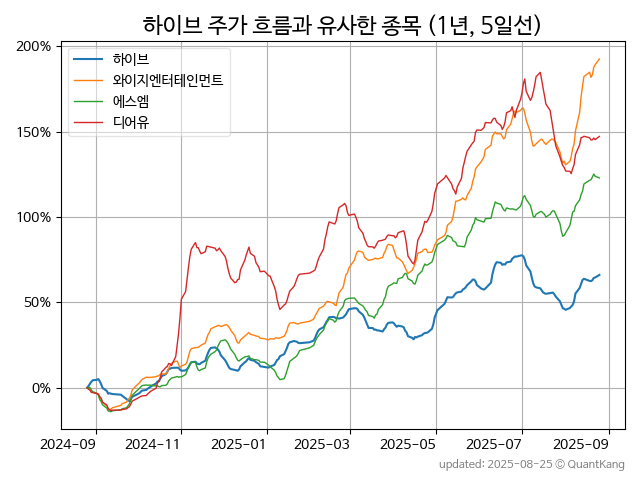 하이브 주가 흐름과 유사한 종목 (1년, 5일선)
200%
150%
100%
50%
0%
하이브
와이지엔터테인먼트
에스엠
디어유
2024-09 2024-11 2025-01 2025-03 2025-05 2025-07 2025-09
updated: 2025-08-25 © QuantKang